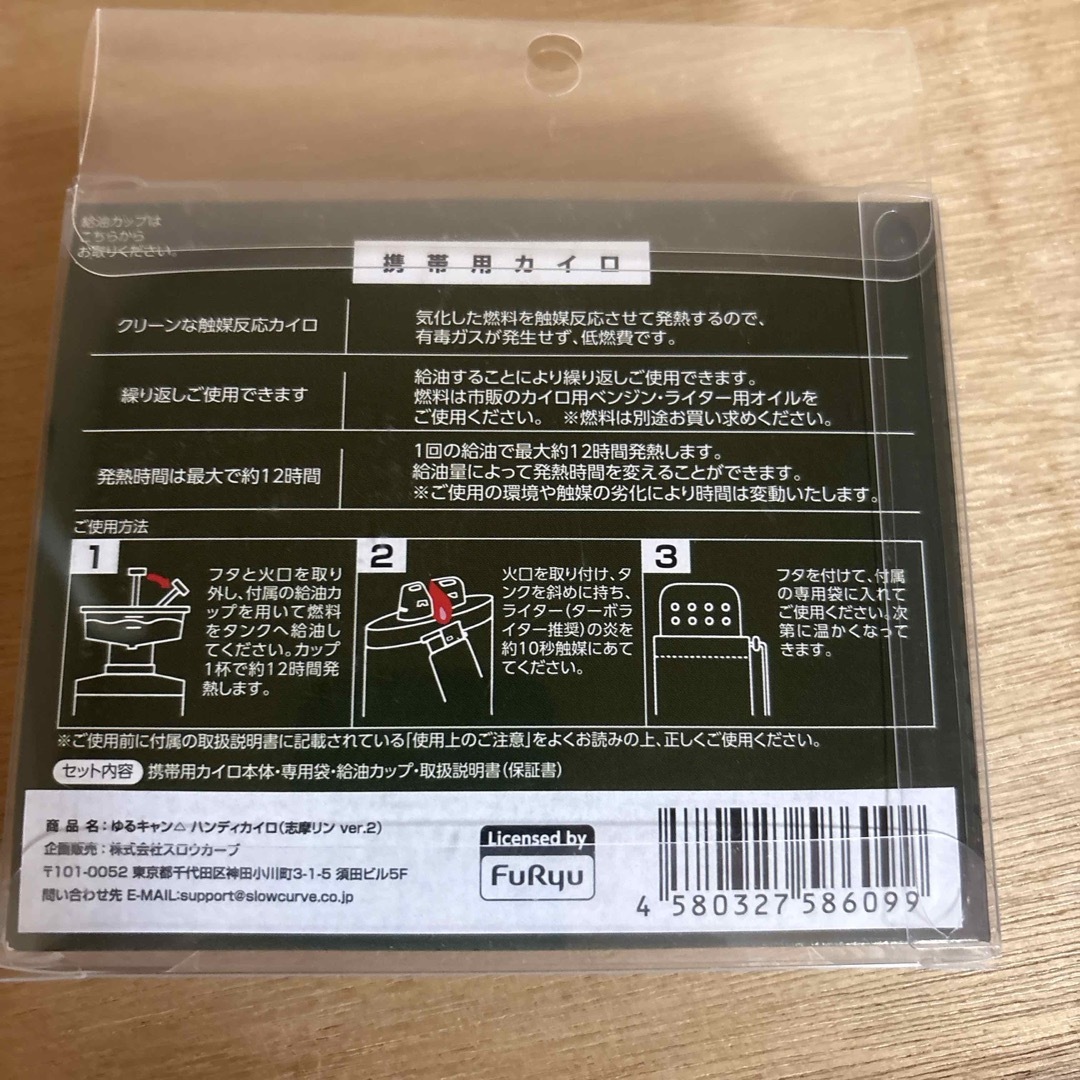 給油カップは
こちらから
お取りください。
携帯用カイロ
クリーンな触媒反応カイロ
気化した燃料を触媒反応させて発熱するので、
有毒ガスが発生せず、低燃費です。
繰り返しご使用できます
給油することにより繰り返しご使用できます。
燃料は市販のカイロ用ベンジン・ライター用オイルを
ご使用ください。 ※燃料は別途お買い求めください。
発熱時間は最大で約12時間
1回の給油で最大約12時間発熱します。
給油量によって発熱時間を変えることができます。
※ご使用の環境や触媒の劣化により時間は変動いたします。
ご使用方法
1
フタと火口を取り
外し、付属の給油カ
ップを用いて燃料
をタンクへ給油し
てください。カップ
1杯で約12時間発
熱します。
2
火口を取り付け、タ
ンクを斜めに持ち、
ライター(ターボラ
イター推奨)の炎を
約10秒触媒にあて
てください。
3
フタを付けて、付属
の専用袋に入れて
ご使用ください。次
第に温かくなって
きます。
※ご使用前に付属の取扱説明書に記載されている「使用上のご注意」をよくお読みの上、正しくご使用ください。
セット内容 携帯用カイロ本体・専用袋・給油カップ・取扱説明書(保証書)
商品名:ゆるキャン△ ハンディカイロ(志摩リン ver.2)
企画販売:株式会社スロウカーブ
〒101-0052 東京都千代田区神田小川町3-1-5 須田ビル5F
問い合わせ先 E-MAIL:support@slowcurve.co.jp
Licensed by
FuRyu
4 580327 586099